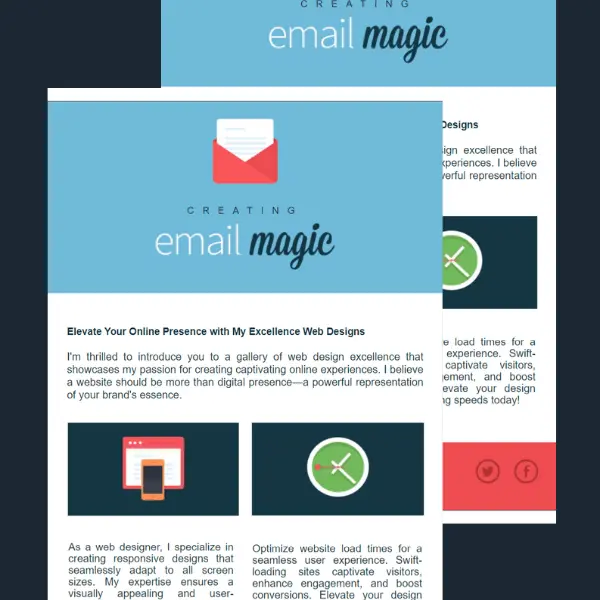 CREATING
email magic
Designs
sign excellence that
experiences. I believe
powerful representation
CREATING
email magic
Elevate Your Online Presence with My Excellence Web Designs
I'm thrilled to introduce you to a gallery of web design excellence that
showcases my passion for creating captivating online experiences. I believe
a website should be more than digital presence—a powerful representation
of your brand's essence.
As a web designer, I specialize in
creating responsive designs that
seamlessly adapt to all screen
sizes. My expertise ensures a
visually appealing and user-
Optimize website load times for a
seamless user experience. Swift-
loading sites captivate visitors,
enhance engagement, and boost
conversions. Elevate your design
load times for a
experience. Swift-
captivate visitors,
and boost
your design
speeds today!